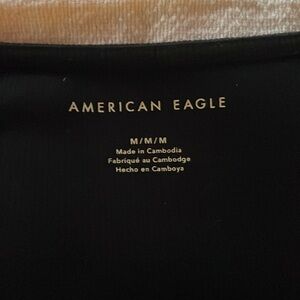 AMERICAN EAGLE
M/M/M
Made in Cambodia
Fabriqué au Cambodge
Hecho en Camboya